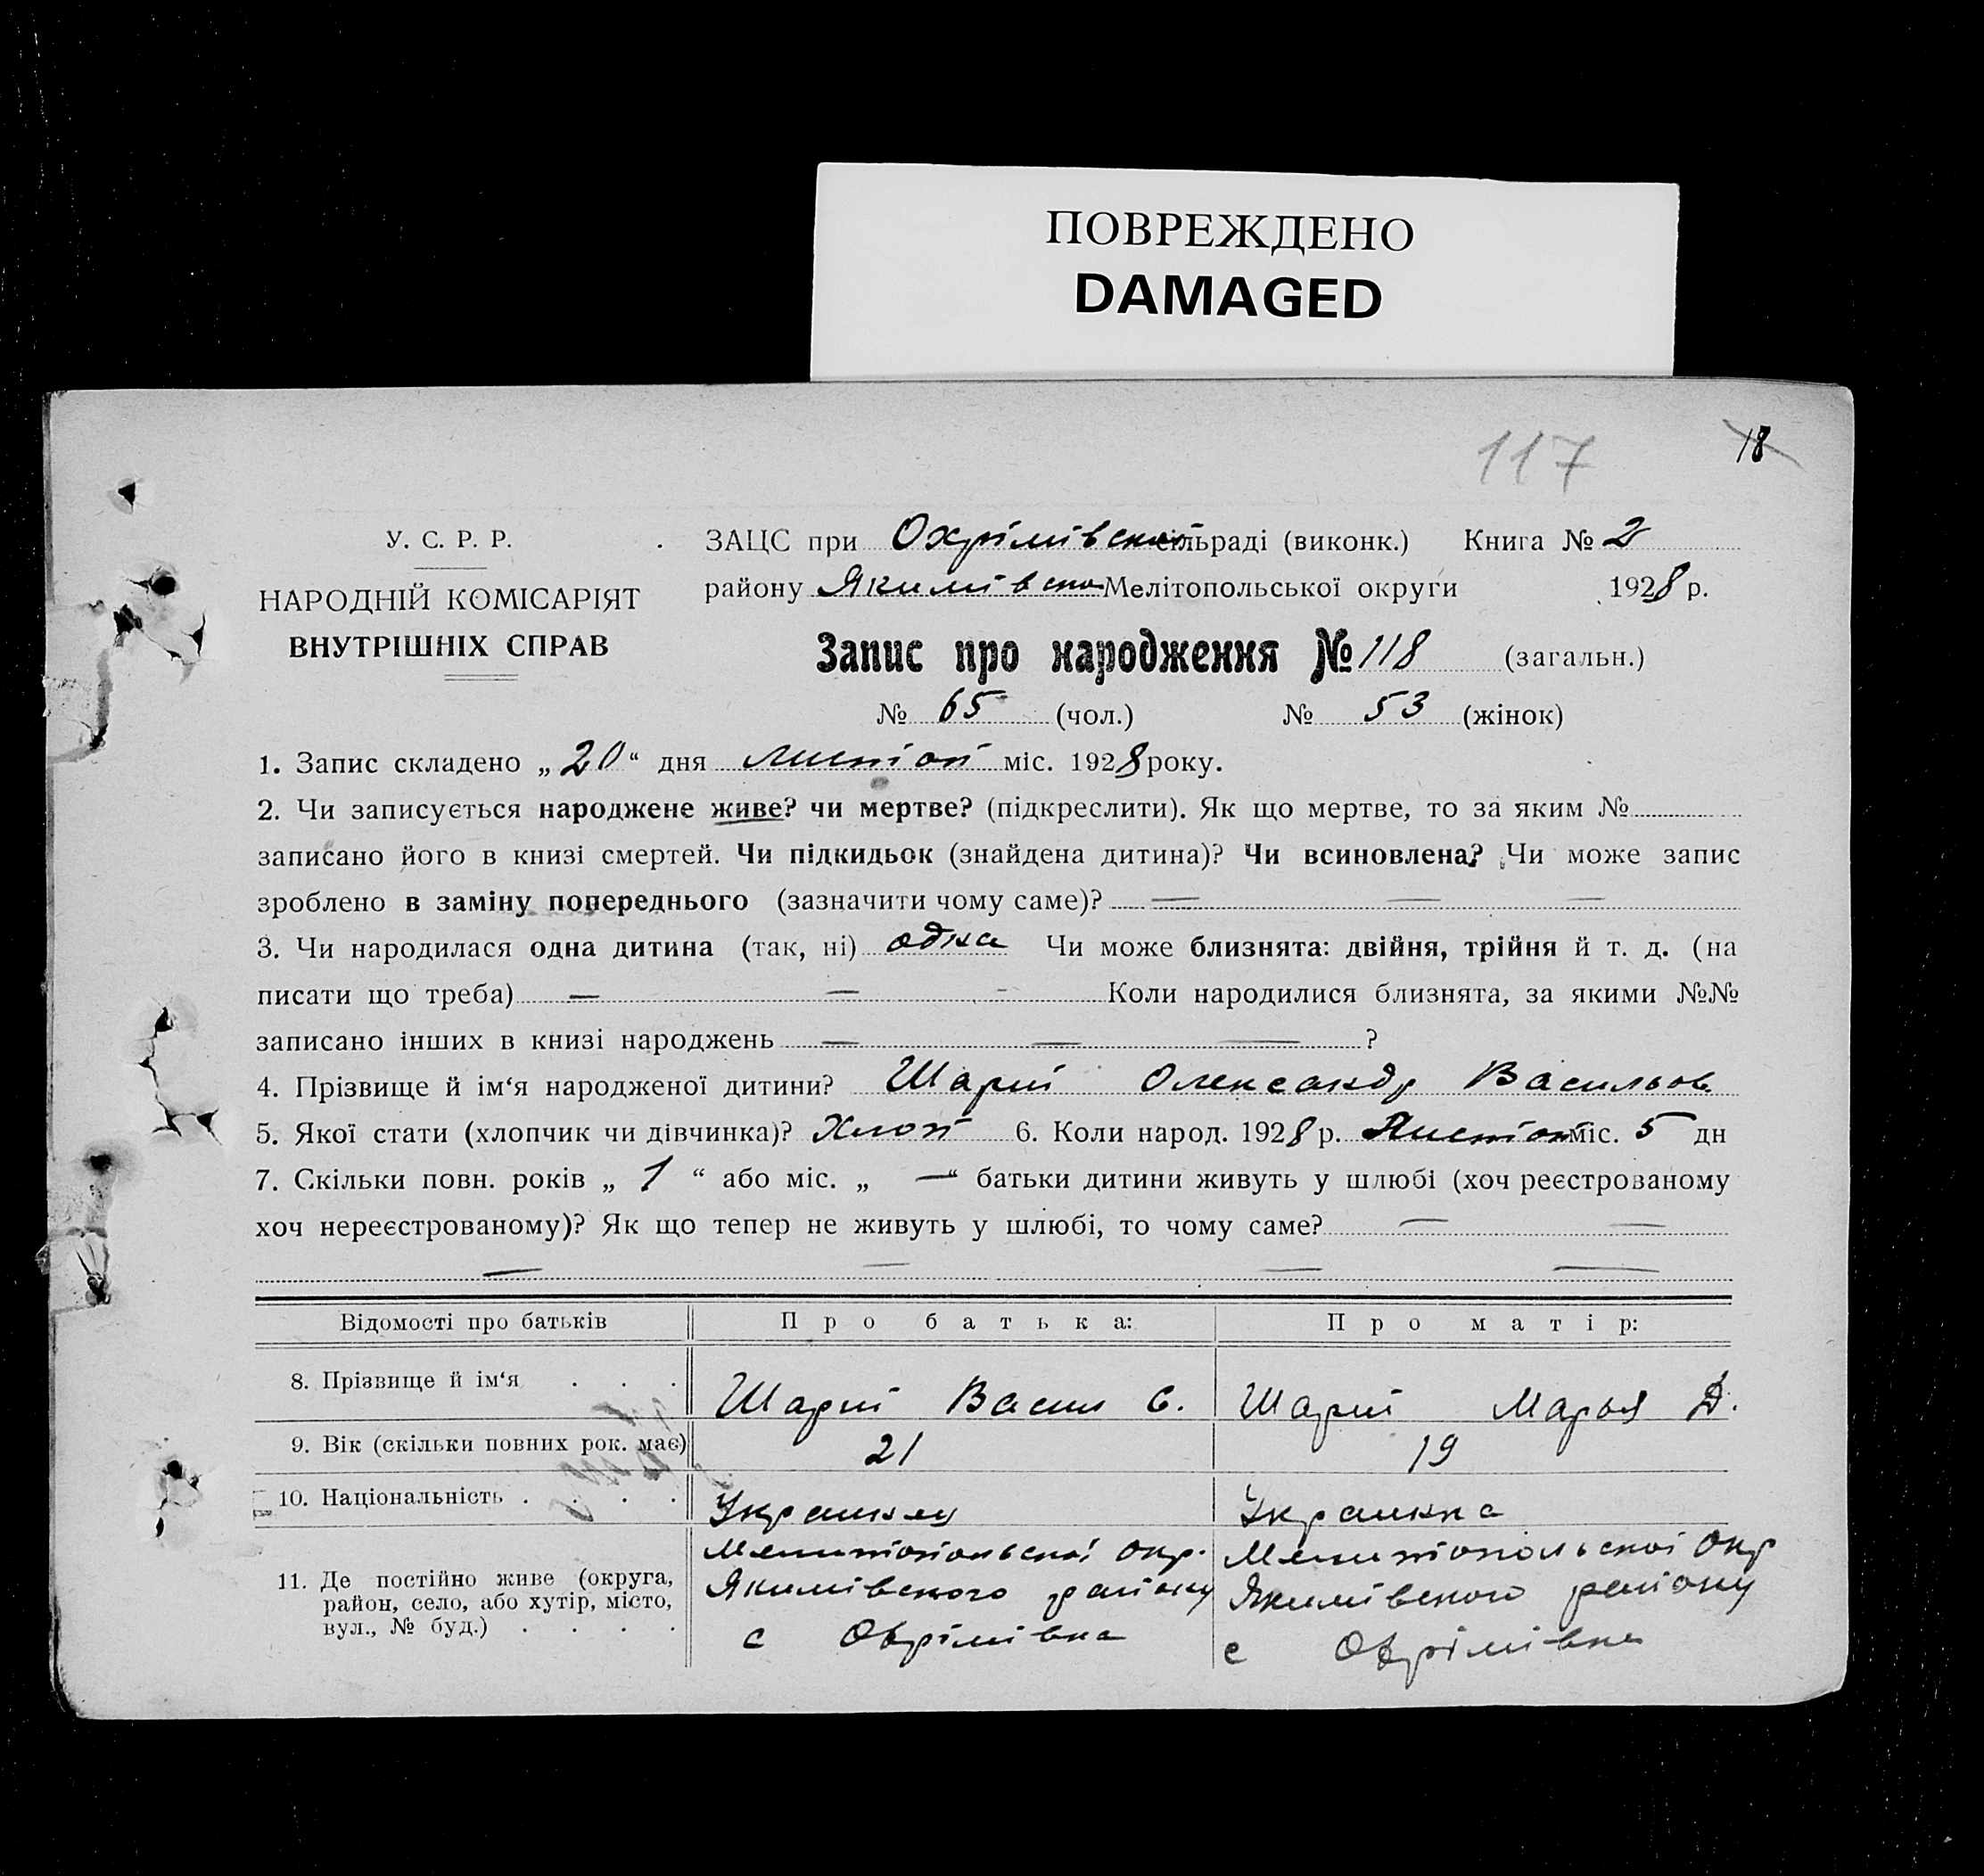 ПОВРЕЖДЕНО
DAMAGED
117
18
У. С. Р. Р.
НАРОДНІЙ КОМІСАРІЯТ
ВНУТРІШНІХ СПРАВ
ЗАЦС при Охрімівской сільраді (виконк.) Книга № 2
району Якимівсько Мелітопольської округи 1928 р.
Запис про народження № 118 (загальн.)
№ 65 (чол.) № 53 (жінок)
1. Запис складено „20“ дня листоп міс. 1928 року.
2. Чи записується народжене живе? чи мертве? (підкреслити). Як що мертве, то за яким №
записано його в книзі смертей. Чи підкидьок (знайдена дитина)? Чи всиновлена? Чи може запис
зроблено в заміну попереднього (зазначити чому саме)? — — —
3. Чи народилася одна дитина (так, ні) одна Чи може близнята: двійня, трійня й т. д. (на
писати що треба) — — - Коли народилися близнята, за якими №№
записано інших в книзі народжень — — — ?
4. Прізвище й ім‘я народженої дитини? Шарий Олександр Васильов
5. Якої стати (хлопчик чи дівчинка)? Хлоп 6. Коли народ. 1928 р. Листоп міс. 5 дн
7. Скільки повн. років „ 1 “ або міс. „ — “ батьки дитини живуть у шлюбі (хоч реєстрованому
хоч нереєстрованому)? Як що тепер не живуть у шлюбі, то чому саме? — —
— — — —
Відомості про батьків Про батька: Про матір:
8. Прізвище й ім‘я . . . Шарий Васил С. Шарий Марья Д.
9. Вік (скільки повних рок. має) 21 19
10. Національність . . . . Украинец Украинка
11. Де постійно живе (округа, район, село, або хутір, місто, вул., № буд.) . . . .
Мелитопольскоі окр.
Якимівского району
с Охрімівка
Мелитопольскоі окр
Якимівского району
с Охрімівка